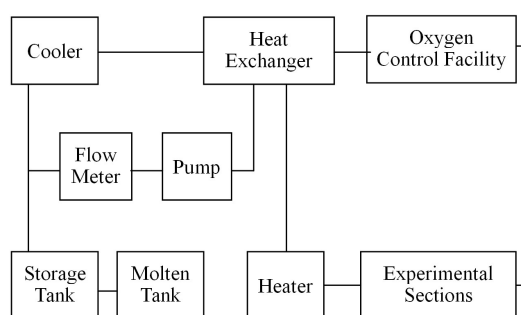 Cooler
Heat
Exchanger
Oxygen
Control Facility
Flow
Meter
Pump
Storage
Tank
Molten
Tank
Heater
Experimental
Sections